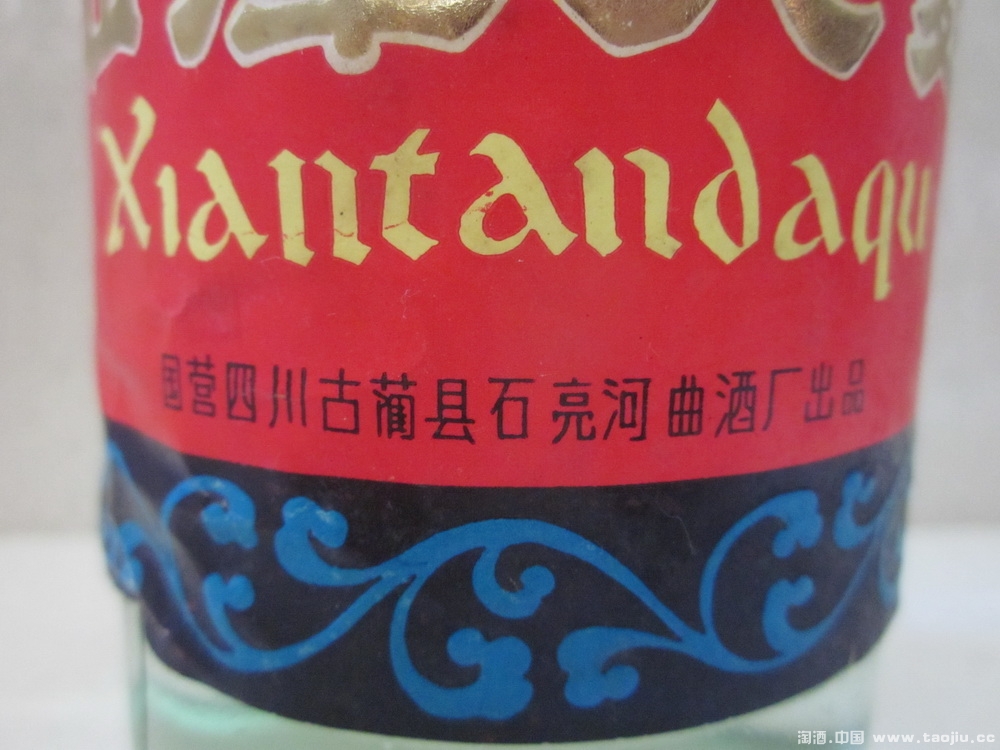 Xiantandaqu
国营四川古蔺县石亮河曲酒厂出品
淘酒.中国 www.taojiu.cc